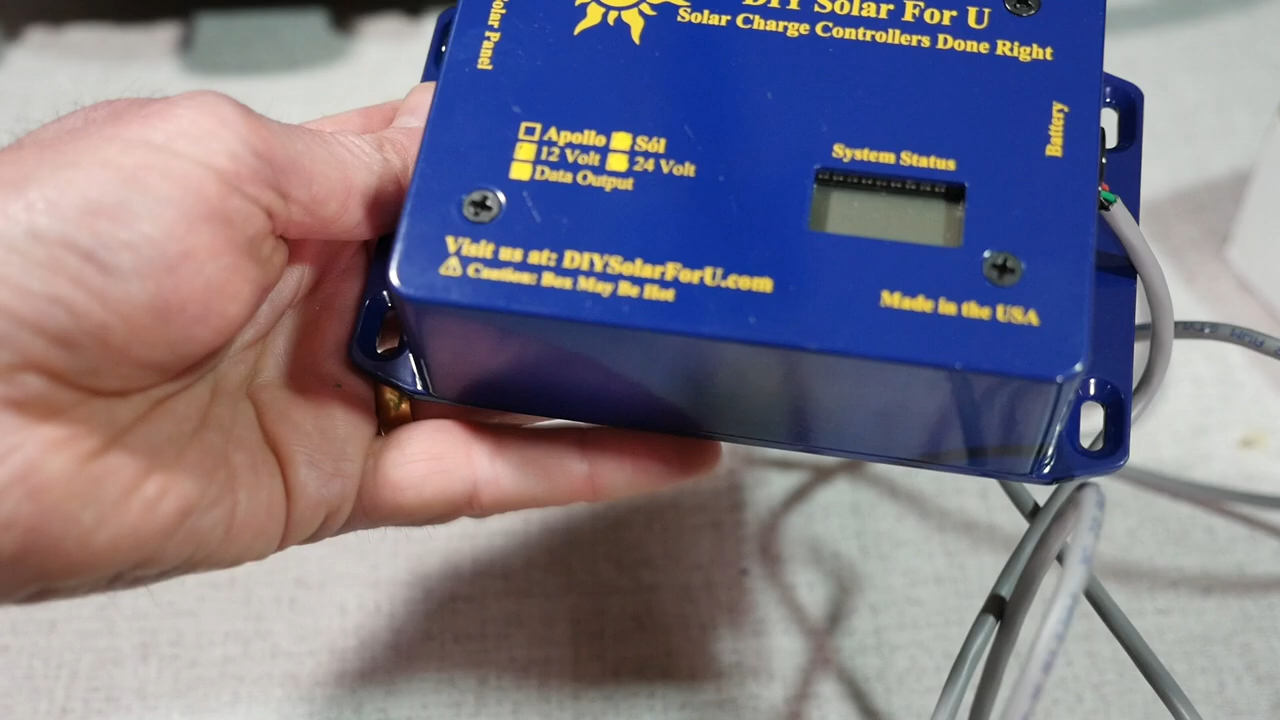 DIY Solar For U
Solar Charge Controllers Done Right
Solar Panel
Battery
Apollo Sól
12 Volt 24 Volt
Data Output
System Status
Visit us at: DIYSolarForU.com
Caution: Box May Be Hot
Made in the USA